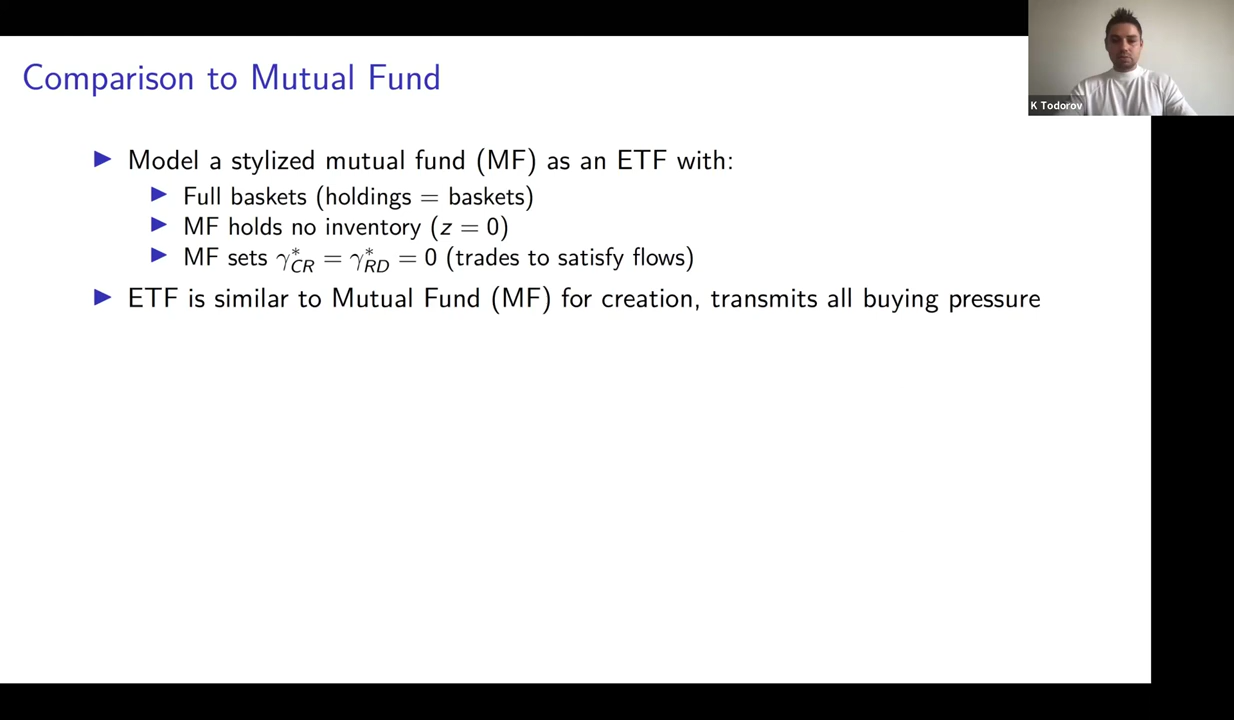 Comparison to Mutual Fund
K Todorov
▶ Model a stylized mutual fund (MF) as an ETF with:
▶ Full baskets (holdings = baskets)
▶ MF holds no inventory (z = 0)
▶ MF sets γ*CR = γ*RD = 0 (trades to satisfy flows)
▶ ETF is similar to Mutual Fund (MF) for creation, transmits all buying pressure